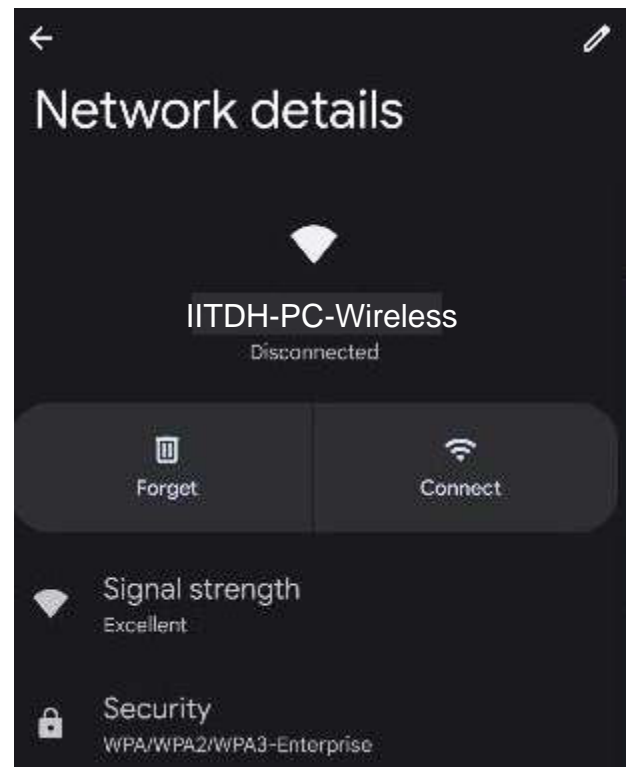 Network details
IITDH-PC-Wireless
Disconnected
Forget
Connect
Signal strength
Excellent
Security
WPA/WPA2/WPA3-Enterprise